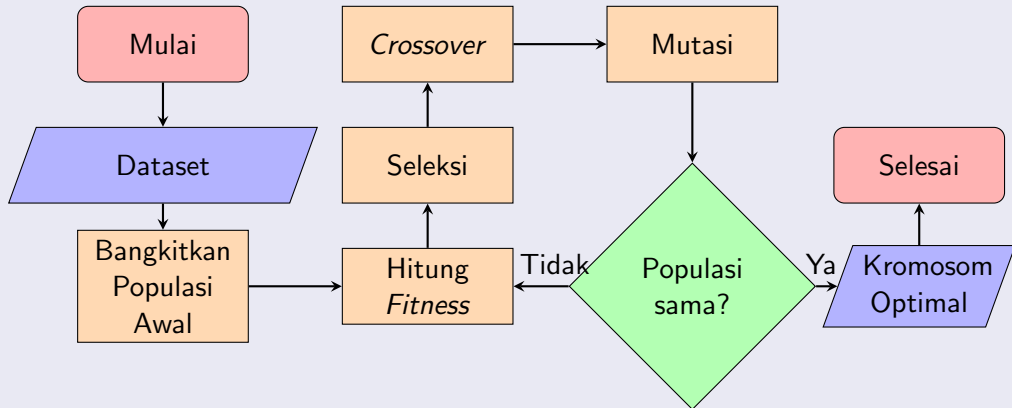 Mulai
Dataset
Bangkitkan
Populasi
Awal
Hitung
Fitness
Seleksi
Crossover
Mutasi
Populasi
sama?
Tidak
Ya
Kromosom
Optimal
Selesai